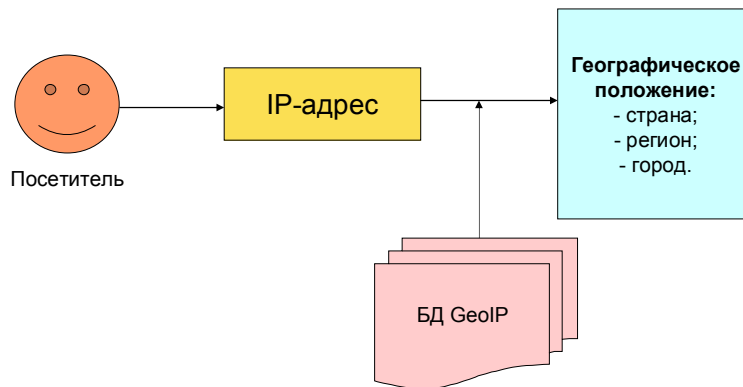 Посетитель
IP-адрес
Географическое
положение:
- страна;
- регион;
- город.
БД GeoIP